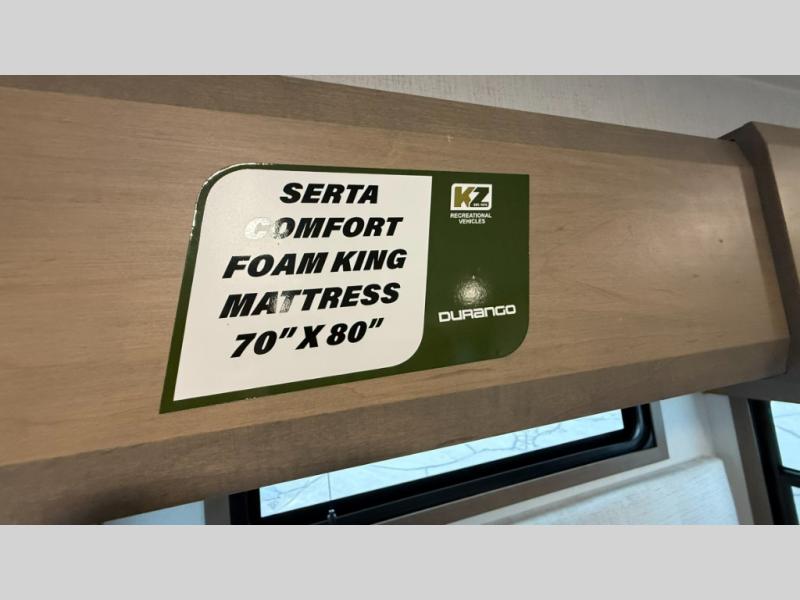 SERTA
COMFORT
FOAM KING
MATTRESS
70" X 80"
KZ
RECREATIONAL
VEHICLES
DURANGO